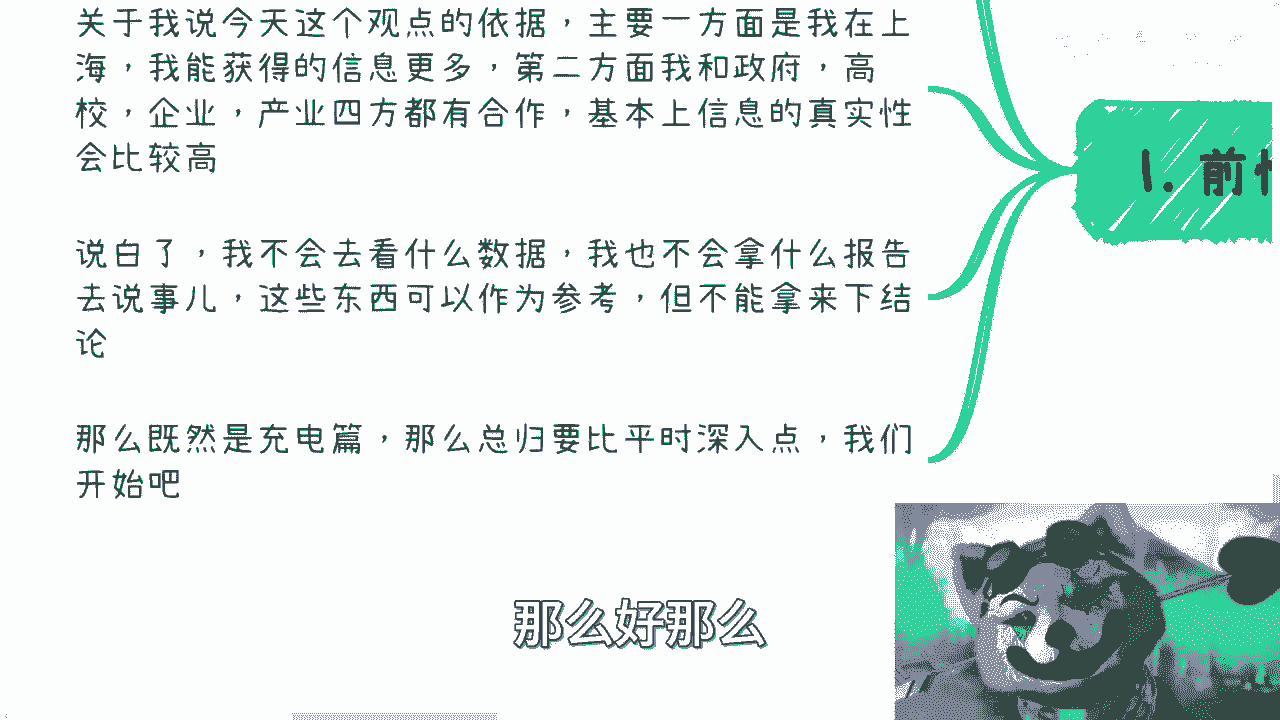 关于我说今天这个观点的依据，主要一方面是我在上
海，我能获得的信息更多，第二方面我和政府，高
校，企业，产业四方都有合作，基本上信息的真实性
会比较高
说白了，我不会去看什么数据，我也不会拿什么报告
去说事儿，这些东西可以作为参考，但不能拿来下结
论
那么既然是充电篇，那么总归要比平时深入点，我们
开始吧
1. 前
那么好那么